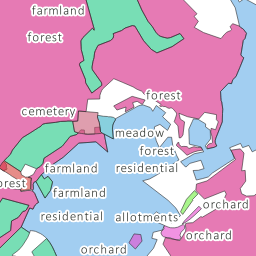 farmland
forest
forest
cemetery
meadow
forest
farmland
residential
orest
farmland
orchard
residential
allotments
orchard
orchard